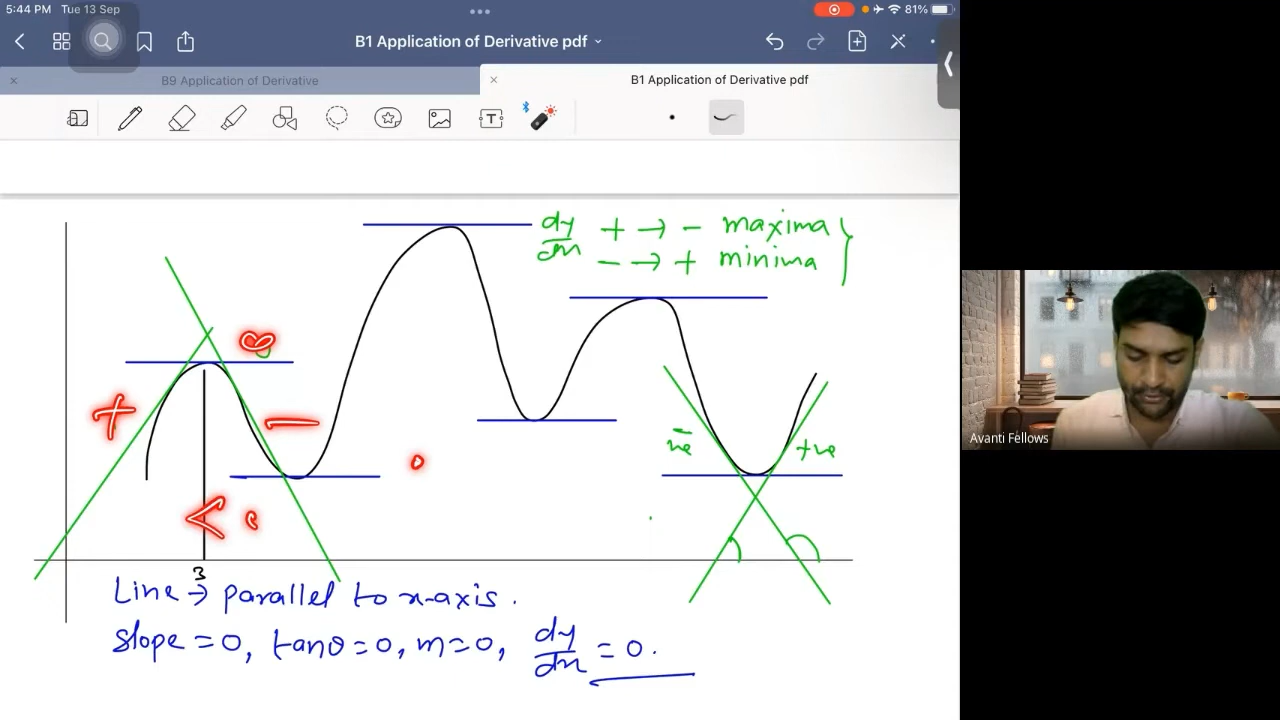 5:44 PM Tue 13 Sep
81%
B1 Application of Derivative pdf
B9 Application of Derivative
B1 Application of Derivative pdf
T
dy/dx + → - maxima
- → + minima
+
-
-ve
+ve
< 0
3
Line → parallel to x-axis.
slope = 0, tanθ = 0, m = 0, dy/dx = 0.
Avanti Fellows